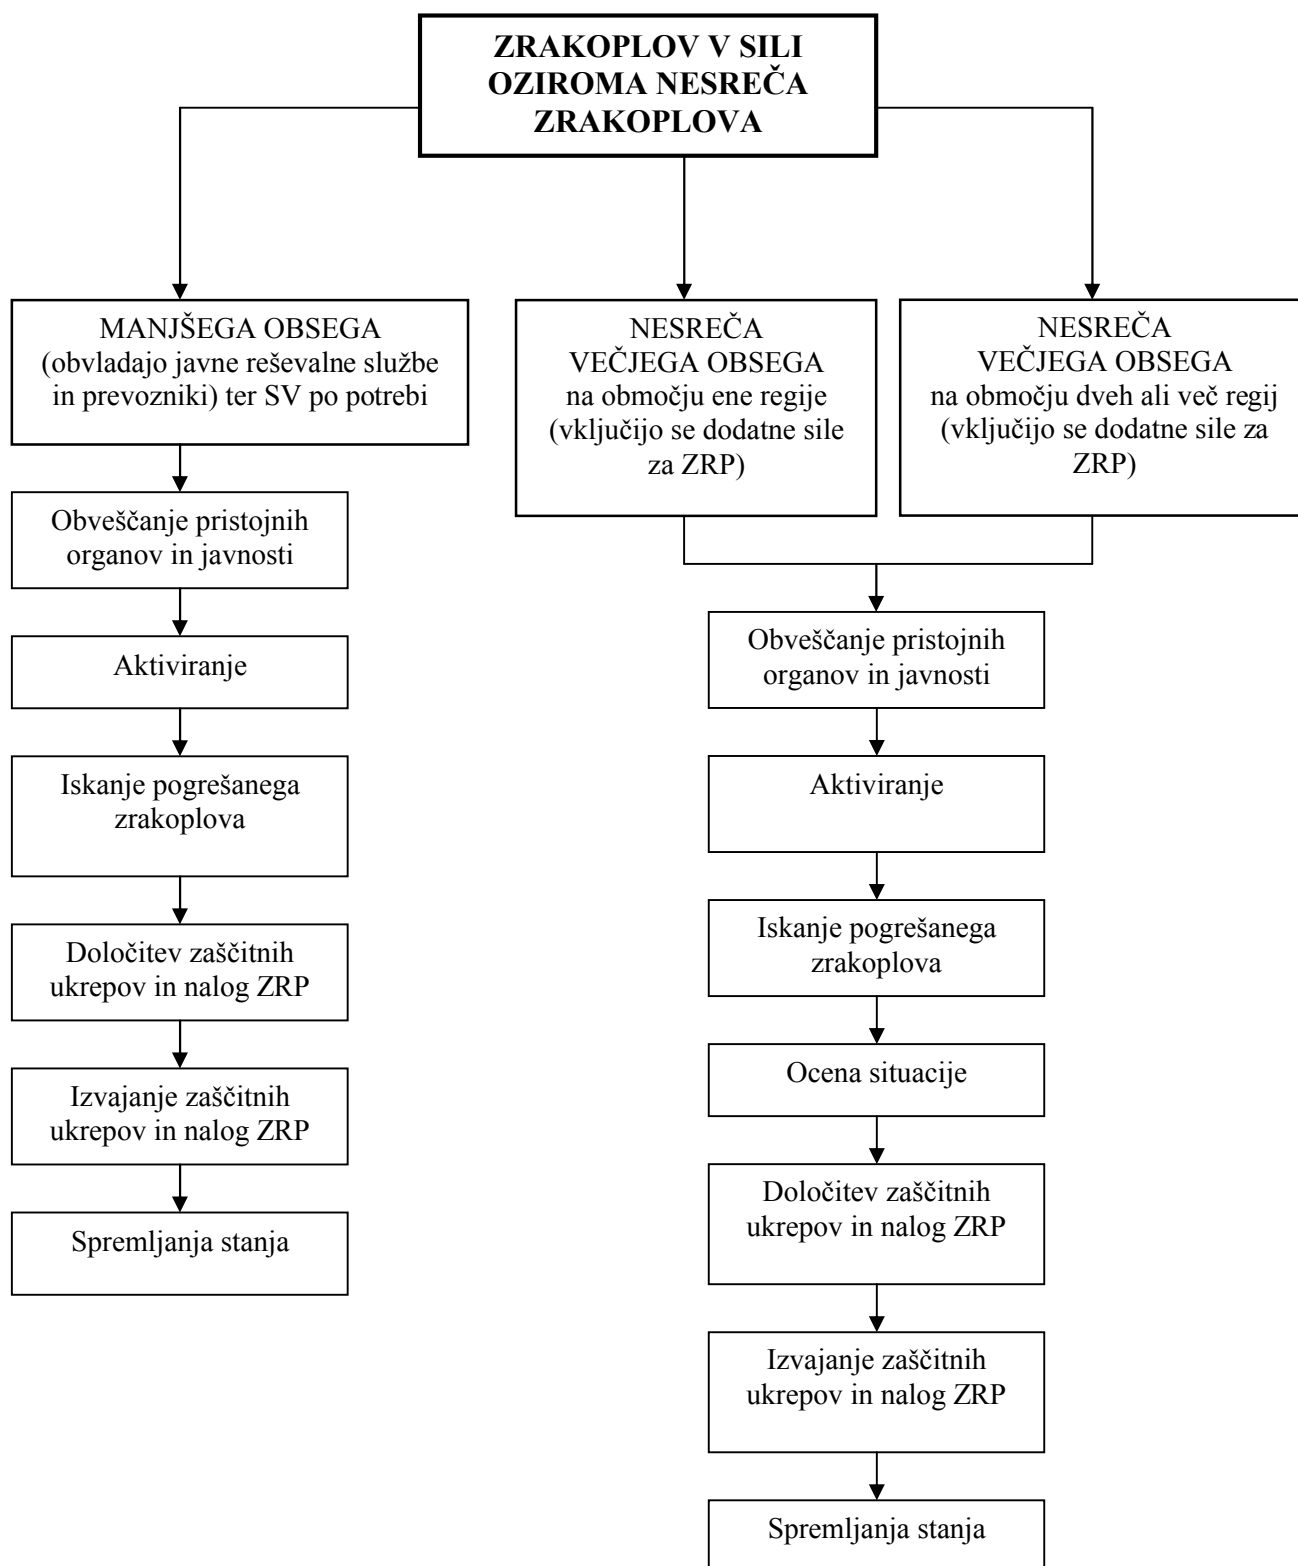 ZRAKOPLOV V SILI
OZIROMA NESREČA
ZRAKOPLOVA
MANJŠEGA OBSEGA
(obvladajo javne reševalne službe
in prevozniki) ter SV po potrebi
NESREČA
VEČJEGA OBSEGA
na območju ene regije
(vključijo se dodatne sile
za ZRP)
NESREČA
VEČJEGA OBSEGA
na območju dveh ali več regij
(vključijo se dodatne sile za
ZRP)
Obveščanje pristojnih
organov in javnosti
Aktiviranje
Iskanje pogrešanega
zrakoplova
Določitev zaščitnih
ukrepov in nalog ZRP
Izvajanje zaščitnih
ukrepov in nalog ZRP
Spremljanja stanja
Obveščanje pristojnih
organov in javnosti
Aktiviranje
Iskanje pogrešanega
zrakoplova
Ocena situacije
Določitev zaščitnih
ukrepov in nalog ZRP
Izvajanje zaščitnih
ukrepov in nalog ZRP
Spremljanja stanja